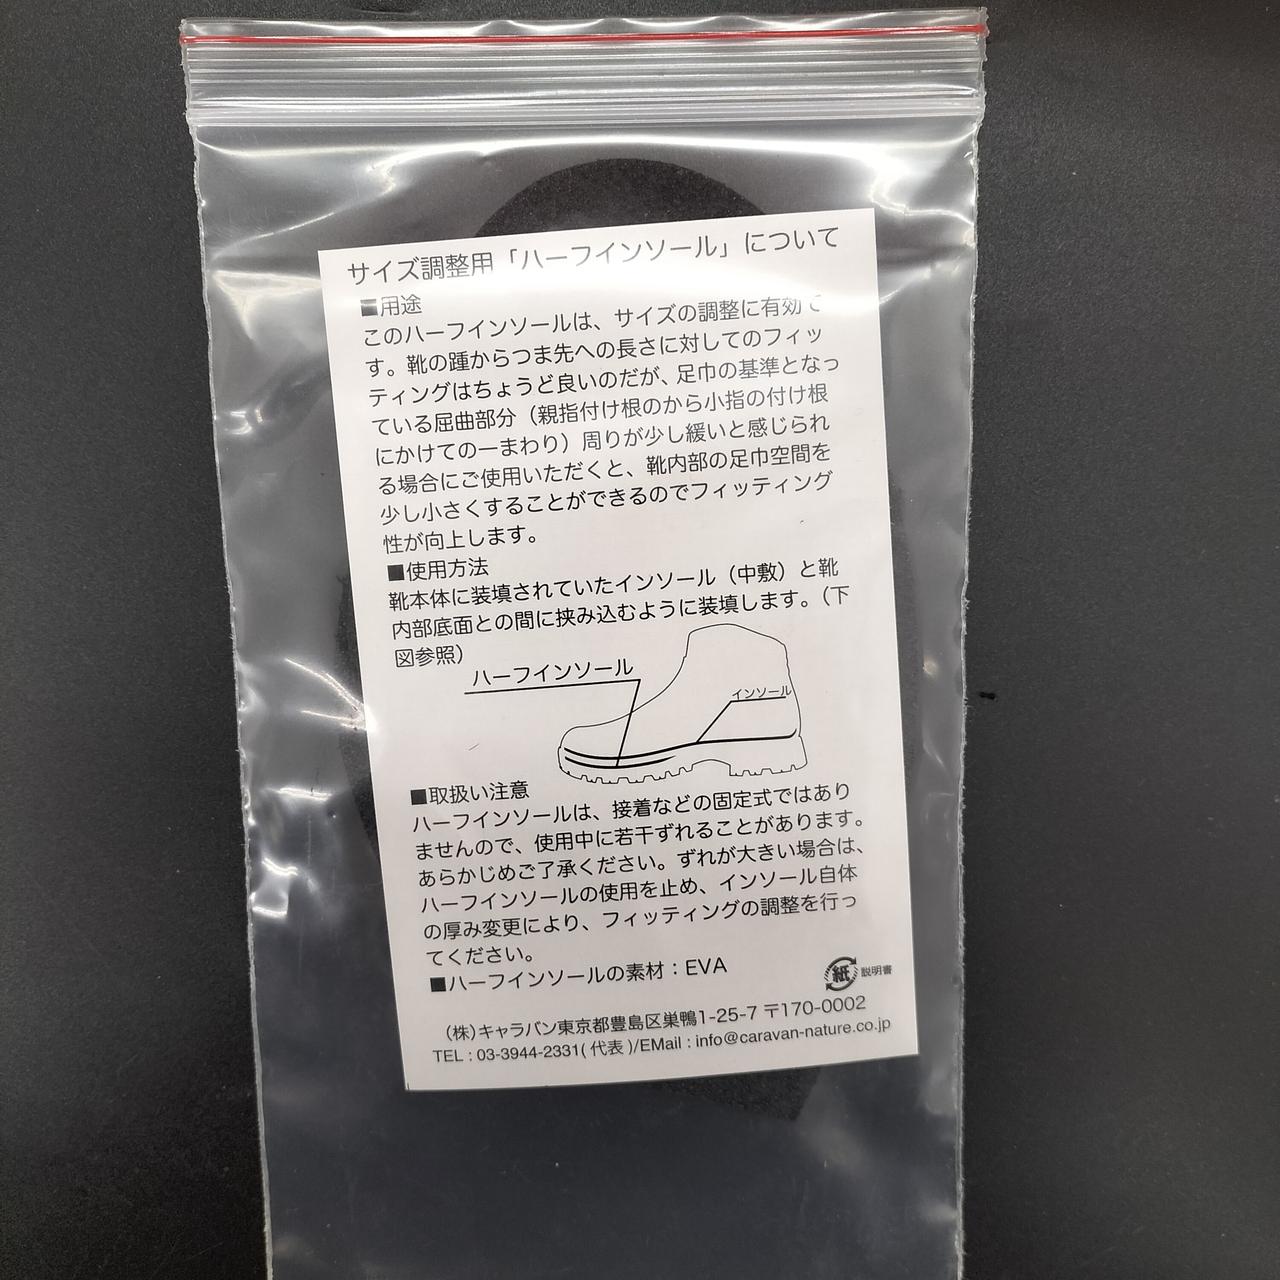 サイズ調整用「ハーフインソール」について
■用途
このハーフインソールは、サイズの調整に有効で
す。靴の踵からつま先への長さに対してのフィッ
ティングはちょうど良いのだが、足巾の基準となっ
ている屈曲部分（親指付け根のから小指の付け根
にかけての一まわり）周りが少し緩いと感じられ
る場合にご使用いただくと、靴内部の足巾空間を
少し小さくすることができるのでフィッティング
性が向上します。
■使用方法
靴本体に装填されていたインソール（中敷）と靴
内部底面との間に挟み込むように装填します。（下
図参照）
ハーフインソール
インソール
■取扱い注意
ハーフインソールは、接着などの固定式ではあり
ませんので、使用中に若干ずれることがあります。
あらかじめご了承ください。ずれが大きい場合は、
ハーフインソールの使用を止め、インソール自体
の厚み変更により、フィッティングの調整を行っ
てください。
■ハーフインソールの素材：EVA
紙 説明書
（株）キャラバン東京都豊島区巣鴨1-25-7 〒170-0002
TEL : 03-3944-2331( 代表 )/EMail : info@caravan-nature.co.jp